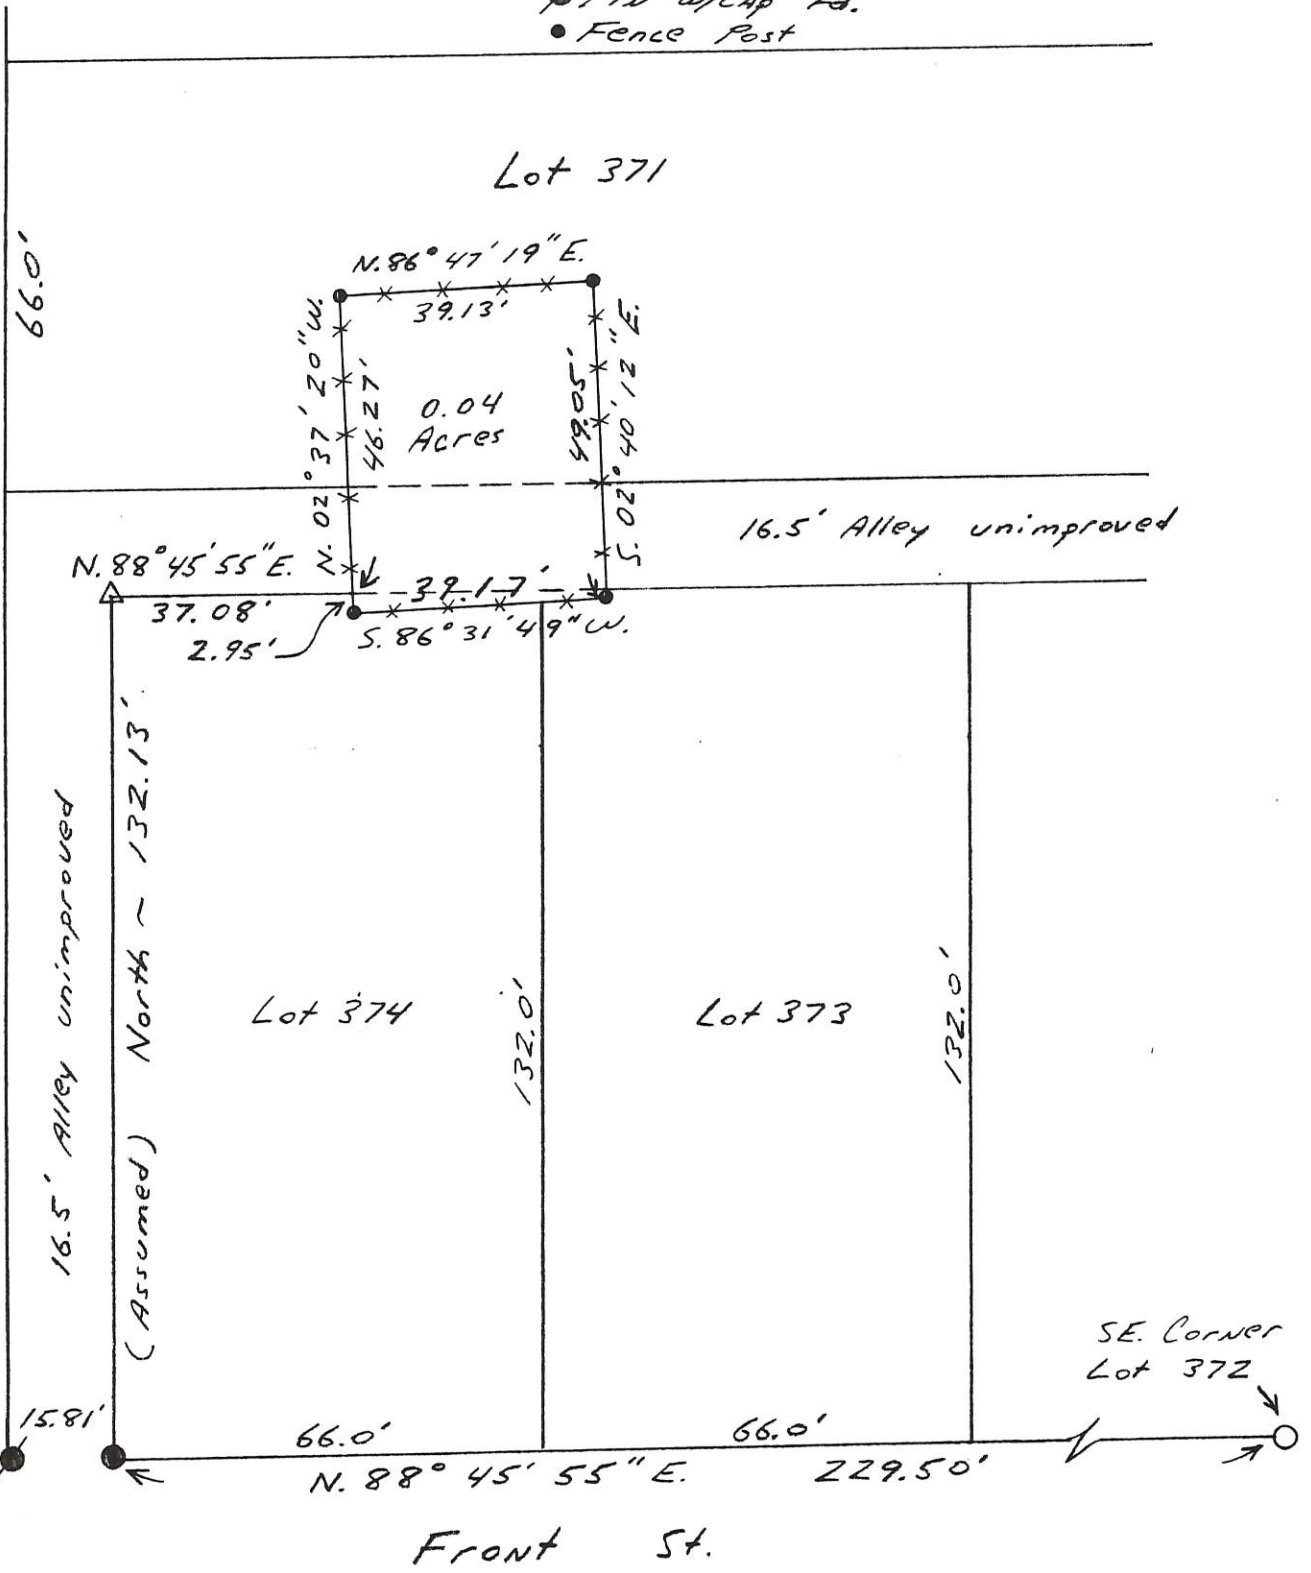 Fence Post
Lot 371
66.0'
N. 86° 47' 19" E.
39.13'
N. 02° 37' 20" W.
46.27'
0.04
Acres
49.05'
S. 02° 40' 12" E.
16.5' Alley unimproved
N. 88° 45' 55" E.
39.17'
37.08'
2.95'
S. 86° 31' 49" W.
(Assumed) North ~ 132.13'
16.5' Alley unimproved
Lot 374
132.0'
Lot 373
132.0'
SE. Corner
Lot 372
15.81'
66.0'
66.0'
N. 88° 45' 55" E.
229.50'
Front St.